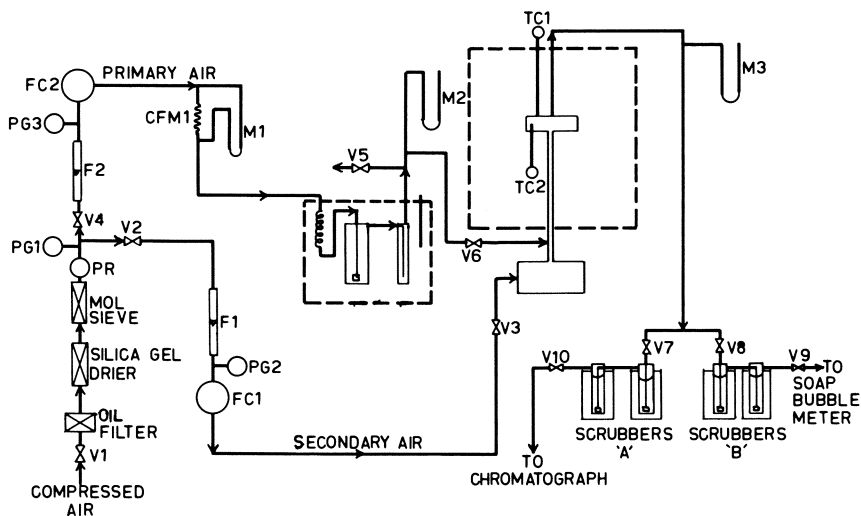 TC1
FC2
PRIMARY AIR
M3
CFM1
M1
M2
PG3
F2
V5
TC2
V4
V2
PG1
V6
PR
MOL
SIEVE
F1
V3
SILICA GEL
DRIER
PG2
V10
V7
V8
V9
TO
SOAP
BUBBLE
METER
FC1
OIL
FILTER
SECONDARY AIR
SCRUBBERS
'A'
SCRUBBERS
'B'
V1
TO
CHROMATOGRAPH
COMPRESSED
AIR